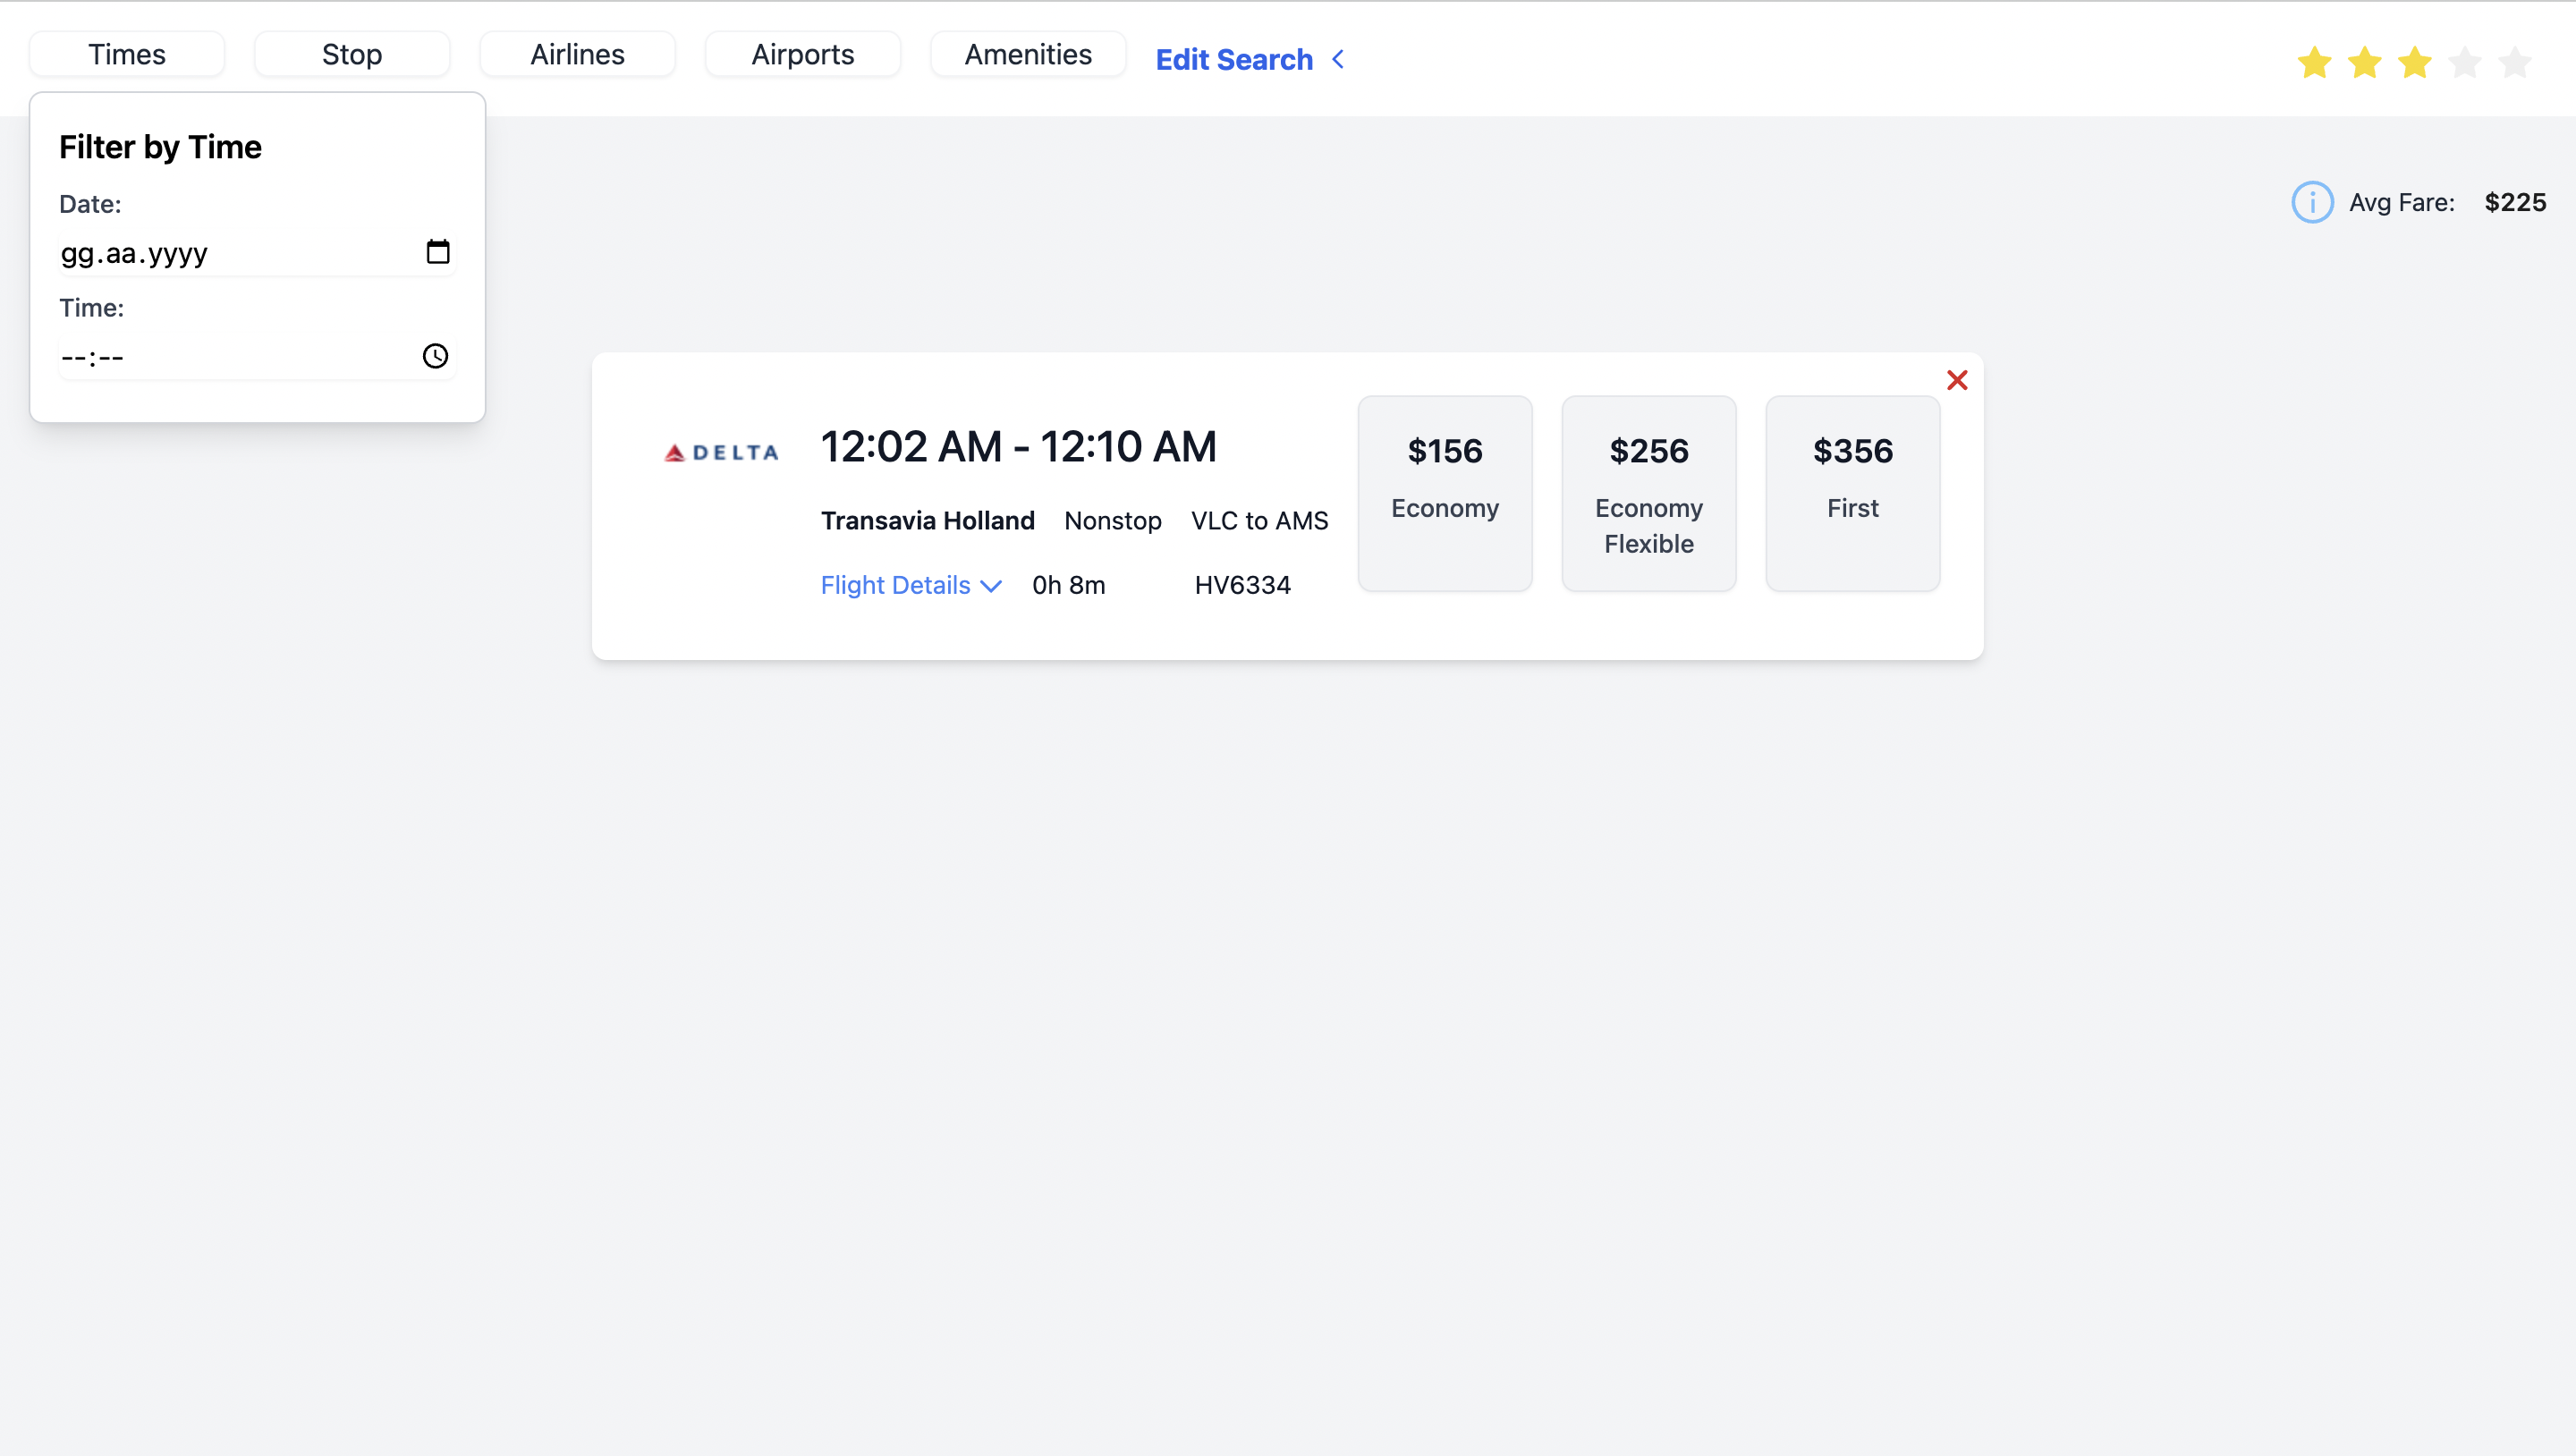 Times Stop Airlines Airports Amenities Edit Search
Filter by Time
Date:
gg.aa.yyyy
Time:
--:--
Avg Fare: $225
DELTA
12:02 AM - 12:10 AM
Transavia Holland Nonstop VLC to AMS
Flight Details 0h 8m HV6334
$156
Economy
$256
Economy
Flexible
$356
First